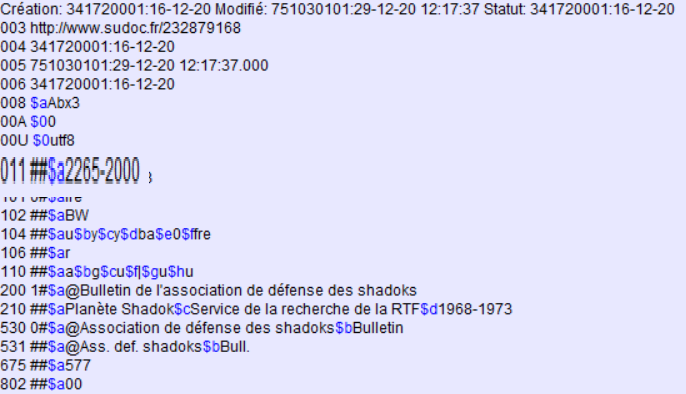 Création: 341720001:16-12-20 Modifié: 751030101:29-12-20 12:17:37 Statut: 341720001:16-12-20
003 http://www.sudoc.fr/232879168
004 341720001:16-12-20
005 751030101:29-12-20 12:17:37.000
006 341720001:16-12-20
008 $aAbx3
00A $00
00U $0utf8
011 ##$a2265-2000
102 ##$aBW
104 ##$au$by$cy$dba$e0$ffre
106 ##$ar
110 ##$aa$bg$cu$f|$gu$hu
200 1#$a@Bulletin de l'association de défense des shadoks
210 ##$aPlanète Shadok$cService de la recherche de la RTF$d1968-1973
530 0#$a@Association de défense des shadoks$bBulletin
531 ##$a@Ass. def. shadoks$bBull.
675 ##$a577
802 ##$a00